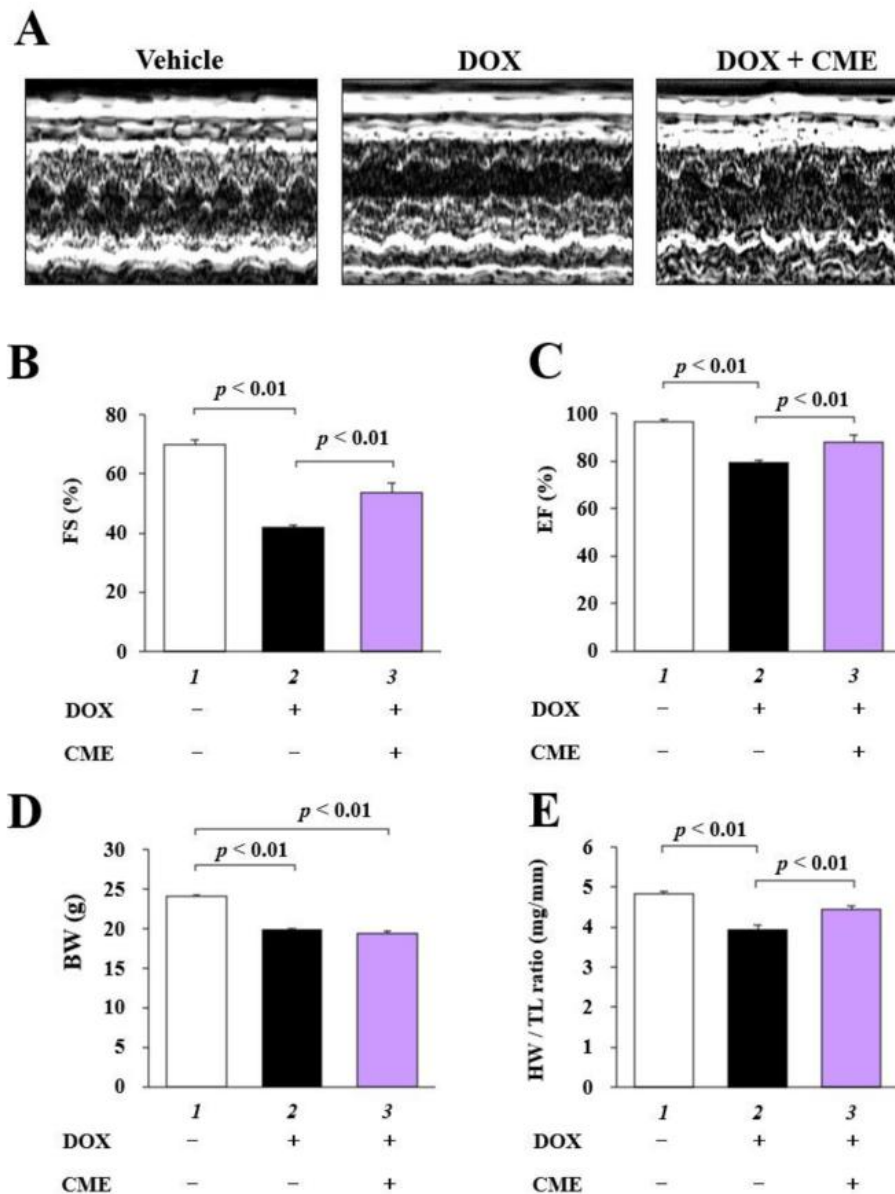 A
Vehicle DOX DOX + CME
B
p < 0.01
p < 0.01
80
60
40
20
0
FS (%)
1 2 3
DOX – + +
CME – – +
C
p < 0.01
p < 0.01
100
80
60
40
20
0
EF (%)
1 2 3
DOX – + +
CME – – +
D
p < 0.01
p < 0.01
30
25
20
15
10
5
0
BW (g)
1 2 3
DOX – + +
CME – – +
E
p < 0.01
p < 0.01
6
5
4
3
2
1
0
HW / TL ratio (mg/mm)
1 2 3
DOX – + +
CME – – +